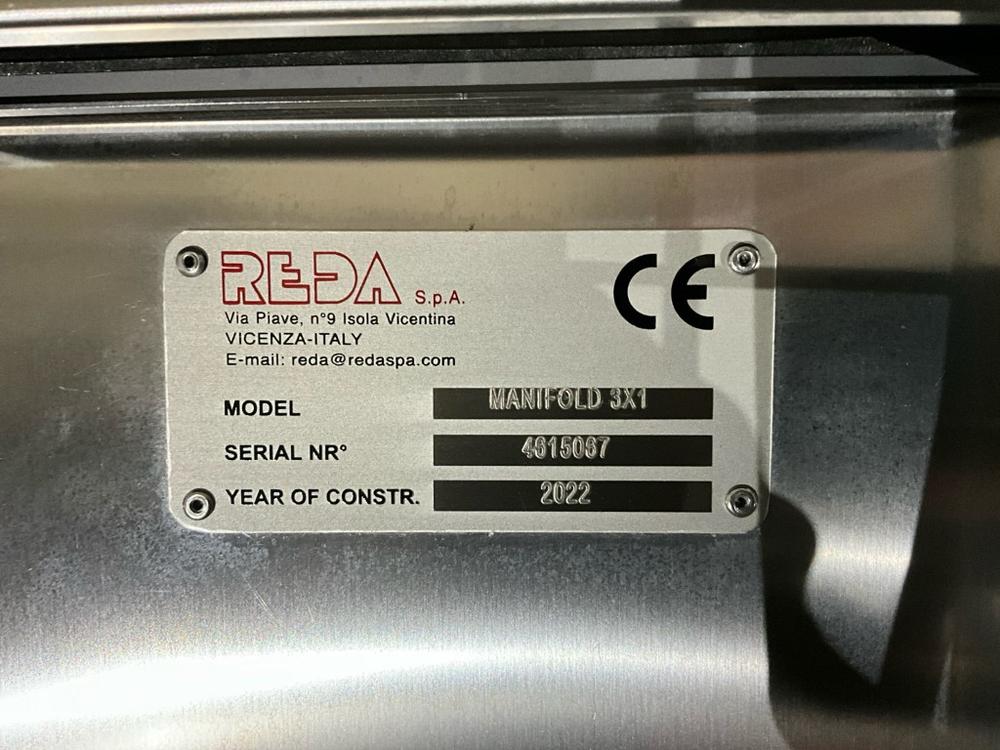 REDA S.p.A.
Via Piave, n°9 Isola Vicentina
VICENZA-ITALY
E-mail: reda@redaspa.com
CE
MODEL MANIFOLD 3X1
SERIAL NR° 4615067
YEAR OF CONSTR. 2022